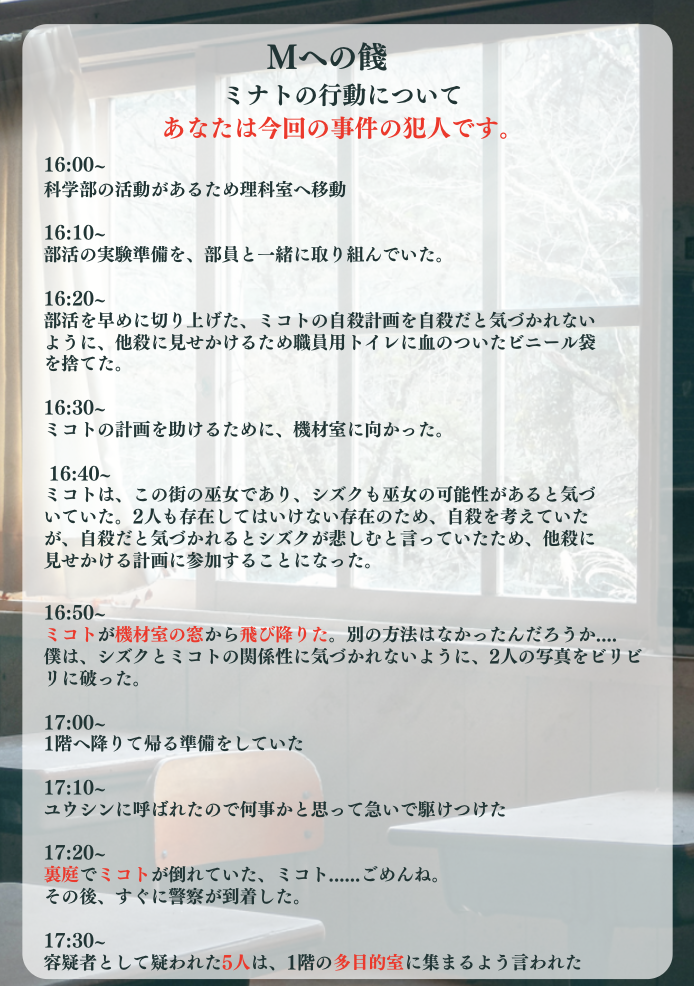 Mへの餞
ミナトの行動について
あなたは今回の事件の犯人です。
16:00~
科学部の活動があるため理科室へ移動
16:10~
部活の実験準備を、部員と一緒に取り組んでいた。
16:20~
部活を早めに切り上げた、ミコトの自殺計画を自殺だと気づかれない
ように、他殺に見せかけるため職員用トイレに血のついたビニール袋
を捨てた。
16:30~
ミコトの計画を助けるために、機材室に向かった。
16:40~
ミコトは、この街の巫女であり、シズクも巫女の可能性があると気づ
いていた。2人も存在してはいけない存在のため、自殺を考えていた
が、自殺だと気づかれるとシズクが悲しむと言っていたため、他殺に
見せかける計画に参加することになった。
16:50~
ミコトが機材室の窓から飛び降りた。別の方法はなかったんだろうか....
僕は、シズクとミコトの関係性に気づかれないように、2人の写真をビリビ
リに破った。
17:00~
1階へ降りて帰る準備をしていた
17:10~
ユウシンに呼ばれたので何事かと思って急いで駆けつけた
17:20~
裏庭でミコトが倒れていた、ミコト......ごめんね。
その後、すぐに警察が到着した。
17:30~
容疑者として疑われた5人は、1階の多目的室に集まるよう言われた